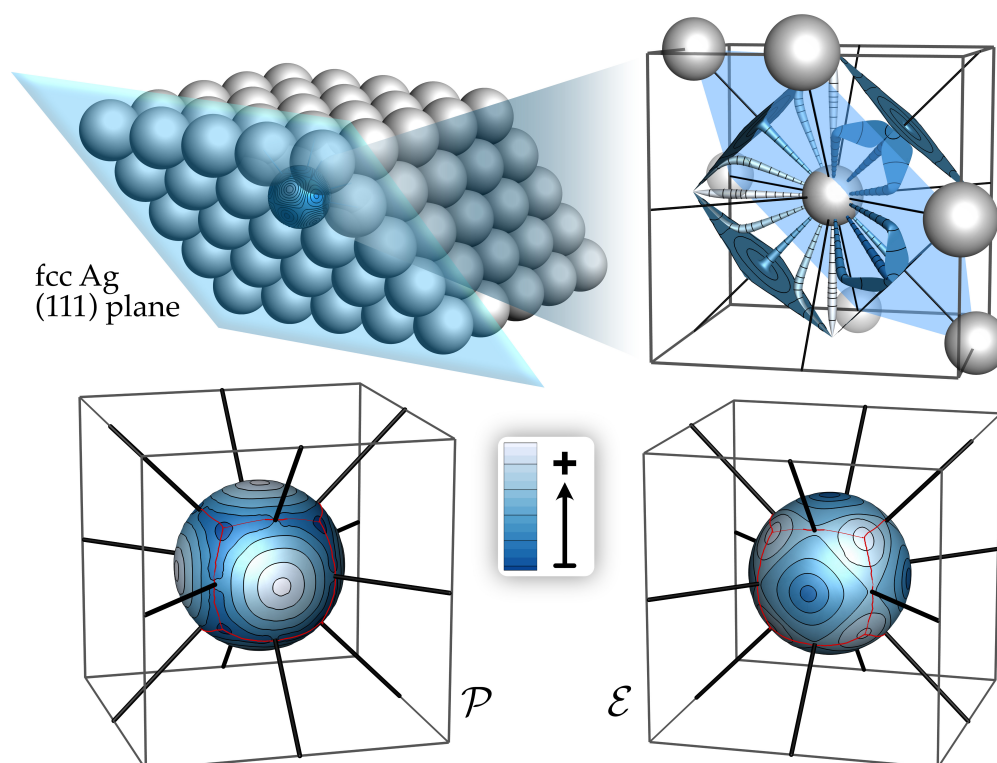 fcc Ag
(111) plane
+
𝒫
ℰ